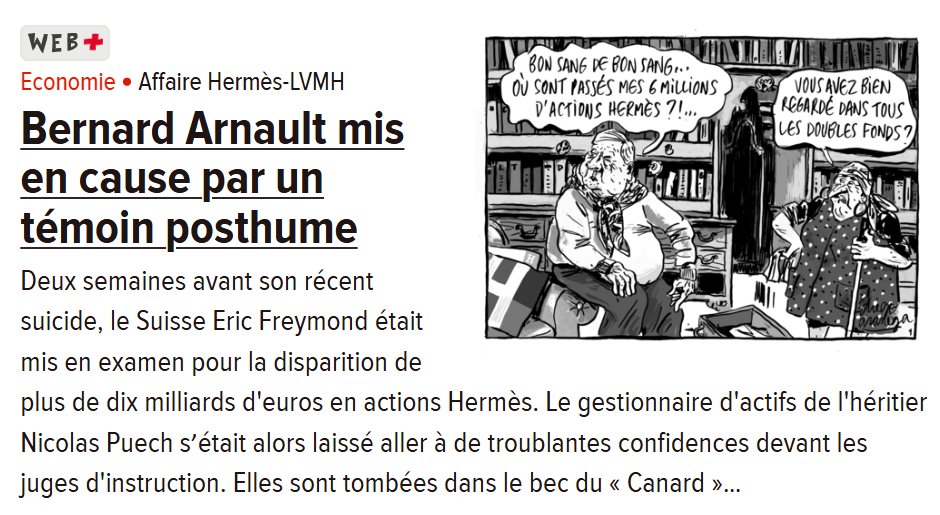 WEB+
Economie • Affaire Hermès-LVMH
Bernard Arnault mis
en cause par un
témoin posthume
Deux semaines avant son récent
suicide, le Suisse Eric Freymond était
mis en examen pour la disparition de
plus de dix milliards d'euros en actions Hermès. Le gestionnaire d'actifs de l'héritier
Nicolas Puech s’était alors laissé aller à de troublantes confidences devant les
juges d'instruction. Elles sont tombées dans le bec du « Canard »...
BON SANG DE BON SANG...
OÙ SONT PASSÉS MES 6 MILLIONS
D'ACTIONS HERMÈS ?!...
VOUS AVEZ BIEN
REGARDÉ DANS TOUS
LES DOUBLES FONDS ?